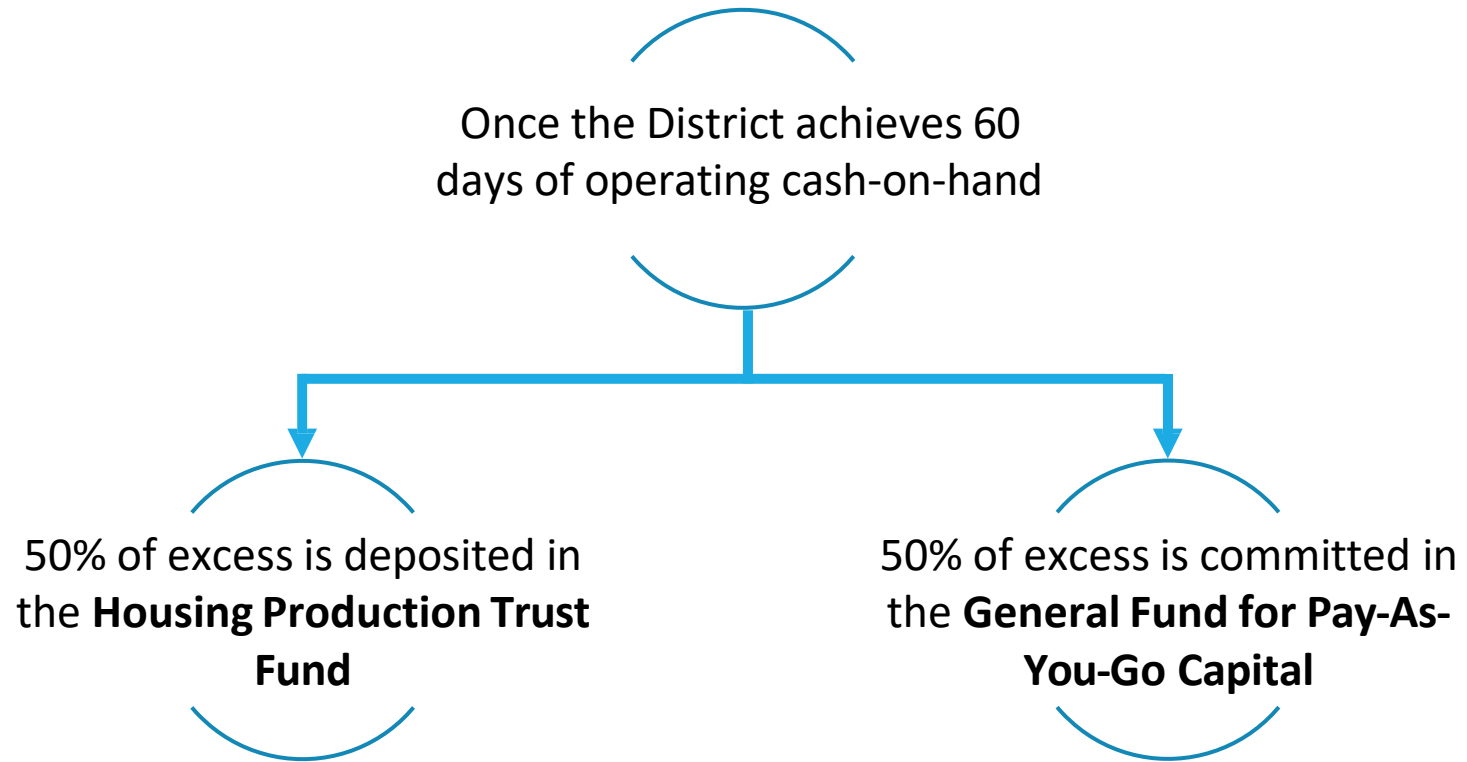 Once the District achieves 60
days of operating cash-on-hand
50% of excess is deposited in
the Housing Production Trust
Fund
50% of excess is committed in
the General Fund for Pay-As-
You-Go Capital